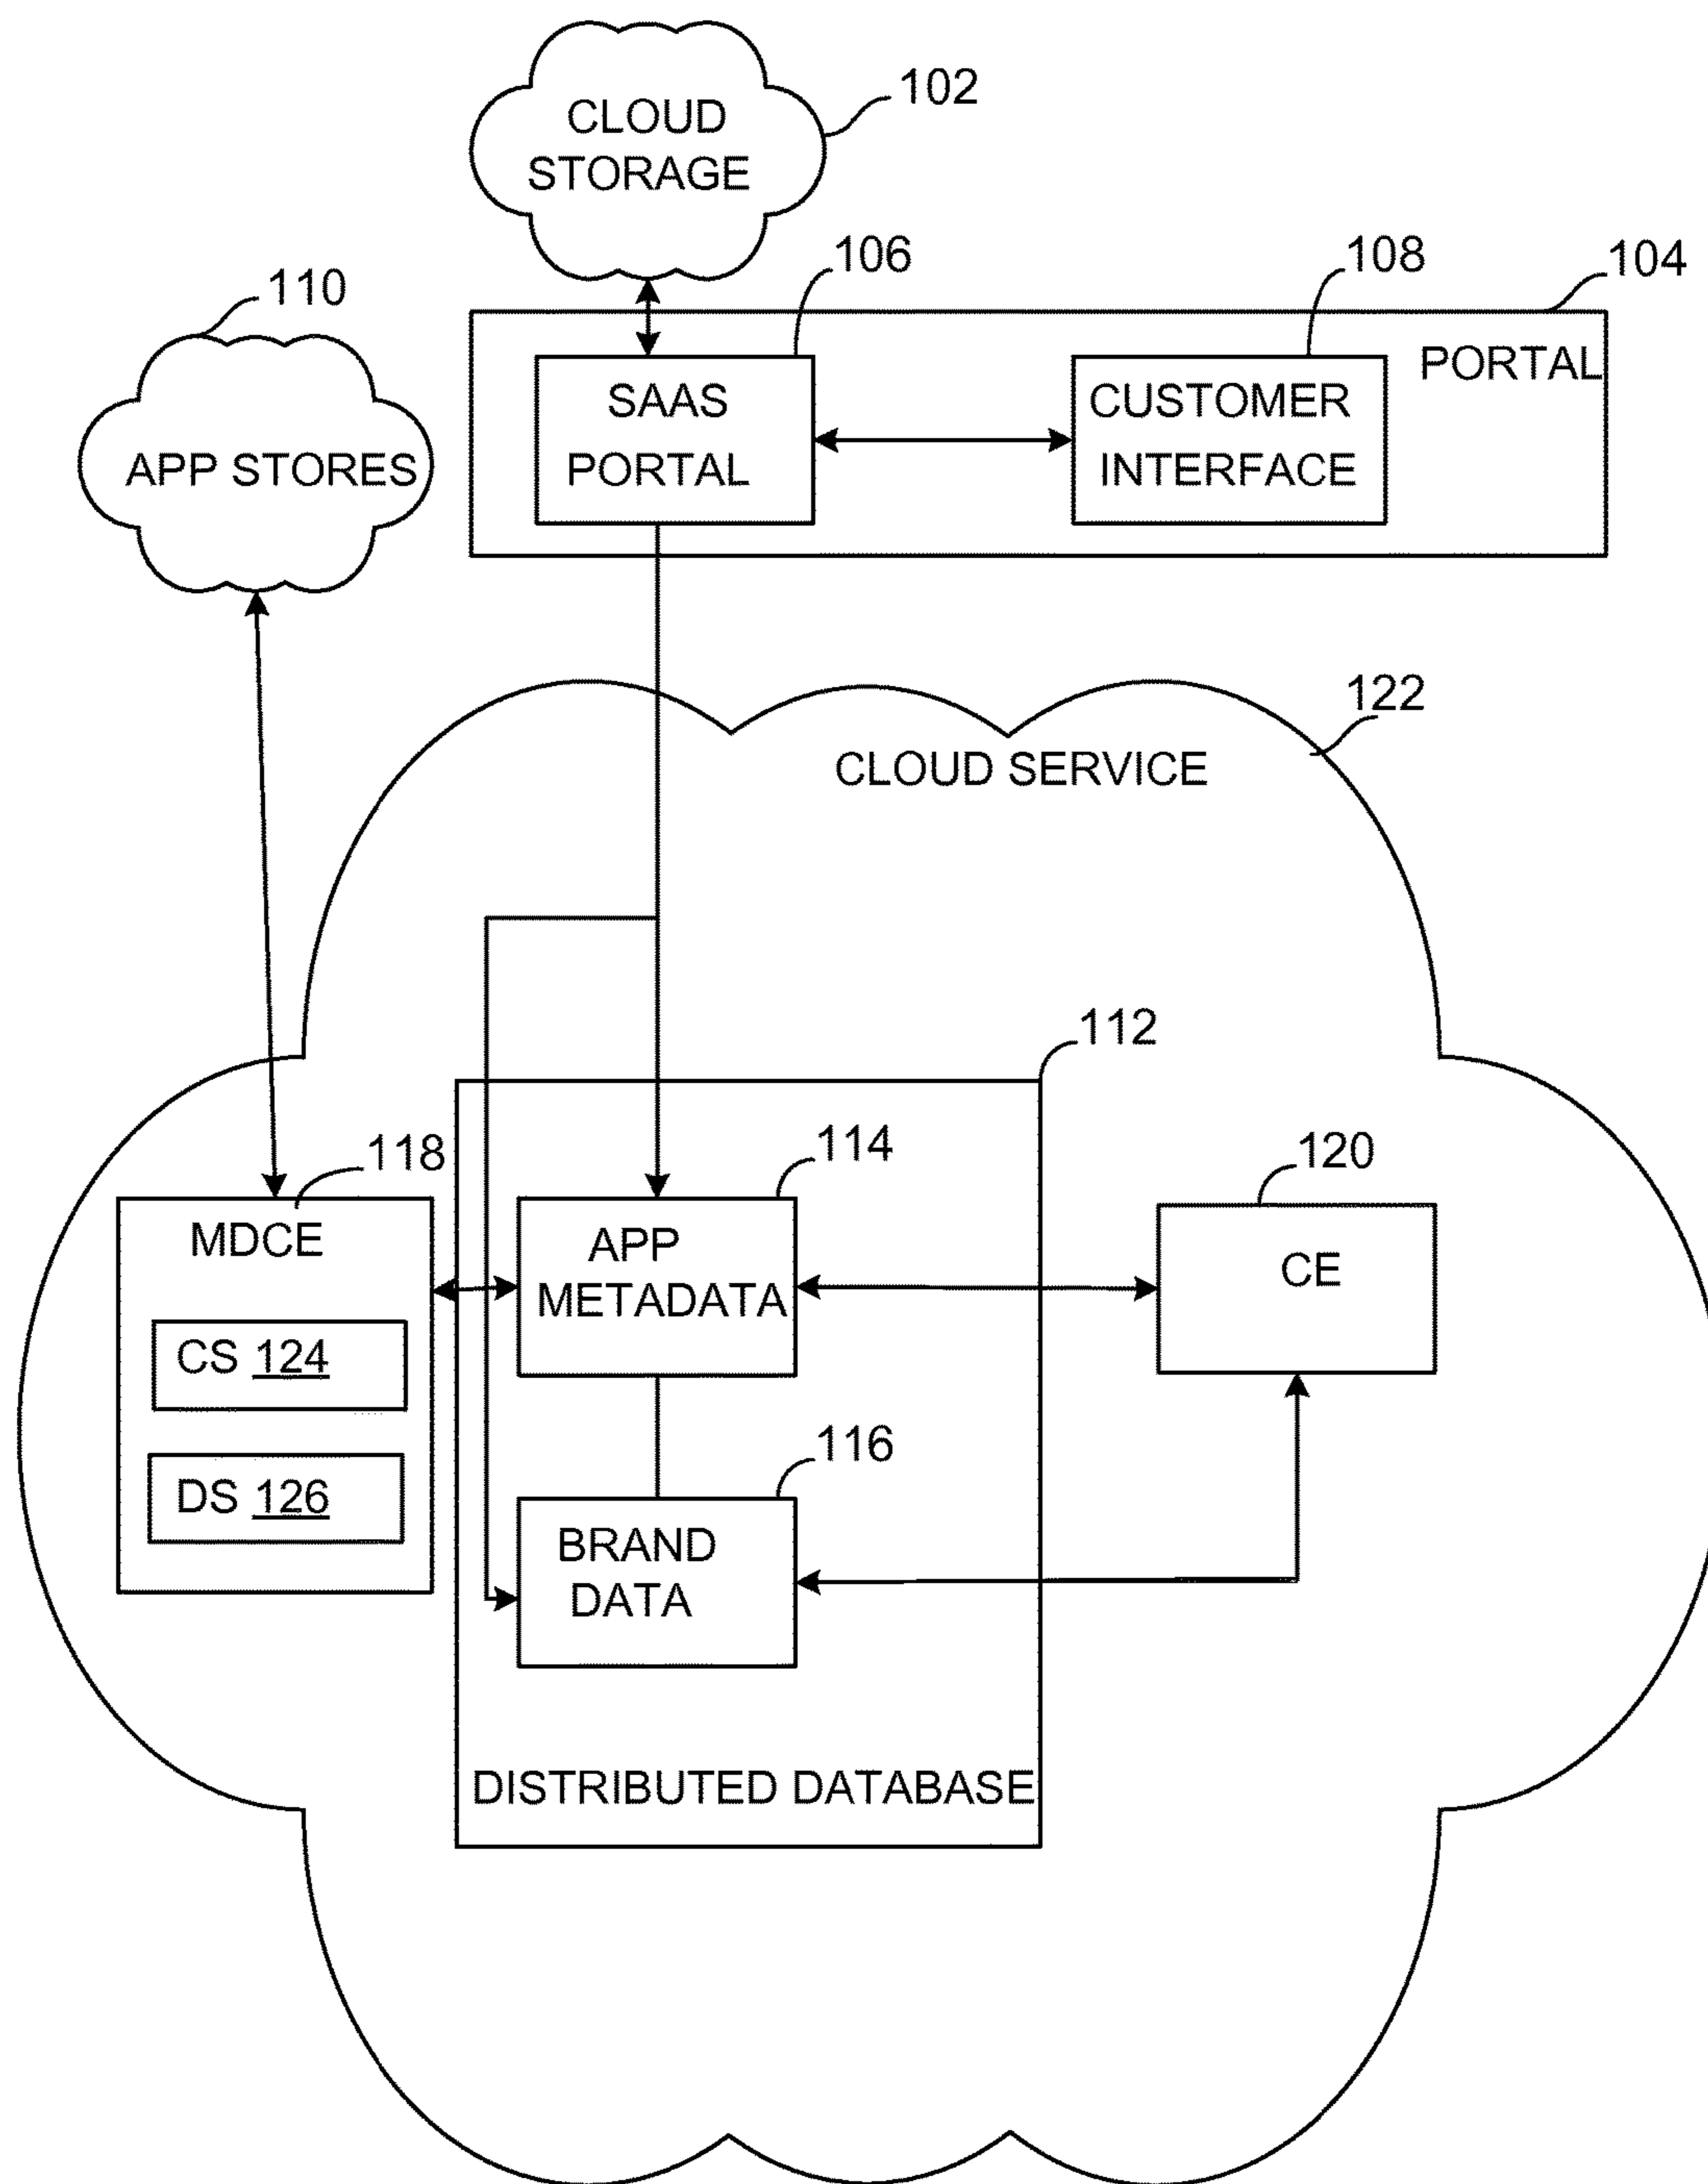 102
CLOUD
STORAGE
106
108
104
110
PORTAL
SAAS
PORTAL
CUSTOMER
INTERFACE
APP STORES
122
CLOUD SERVICE
112
118
114
120
MDCE
APP
METADATA
CE
CS 124
116
DS 126
BRAND
DATA
DISTRIBUTED DATABASE